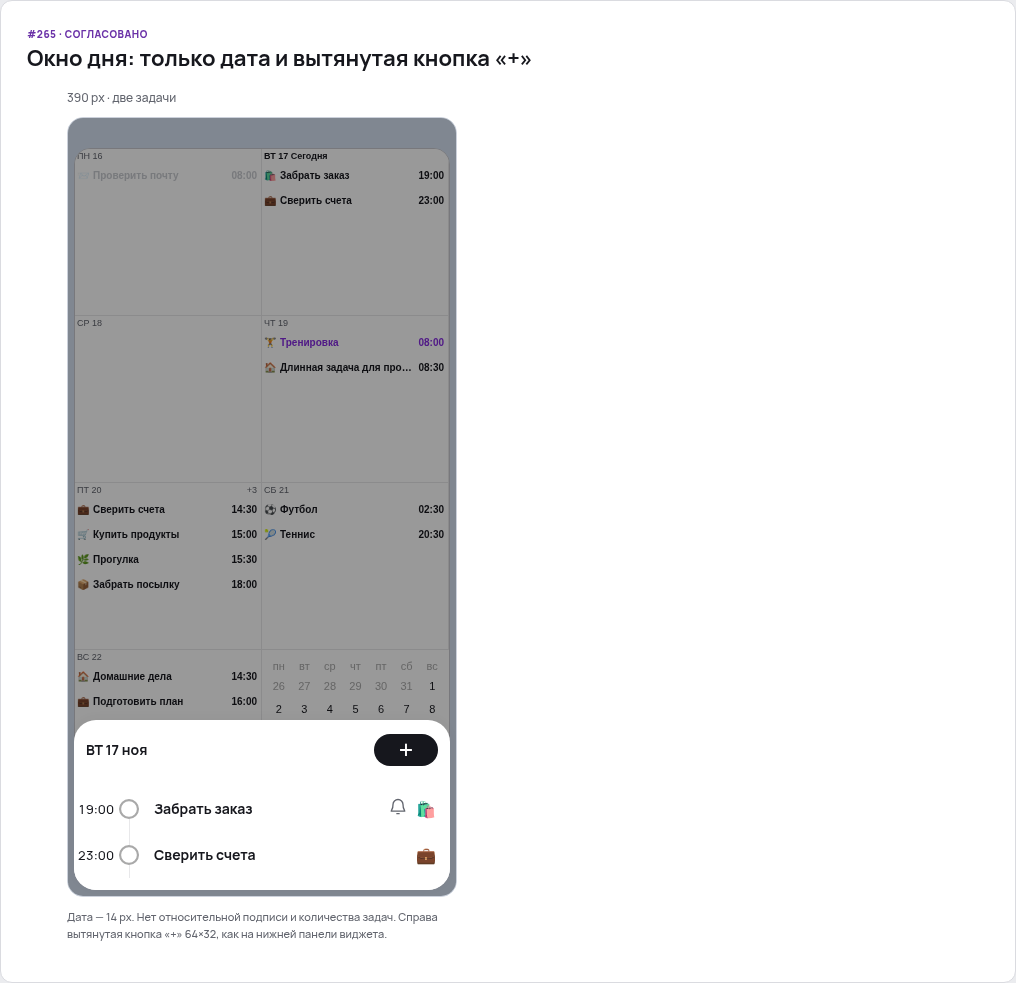 #265 · СОГЛАСОВАНО
Окно дня: только дата и вытянутая кнопка «+»
390 px · две задачи
ПН 16
Проверить почту 08:00
ВТ 17 Сегодня
Забрать заказ 19:00
Сверить счета 23:00
СР 18
ЧТ 19
Тренировка 08:00
Длинная задача для про… 08:30
ПТ 20 +3
Сверить счета 14:30
Купить продукты 15:00
Прогулка 15:30
Забрать посылку 18:00
СБ 21
Футбол 02:30
Теннис 20:30
ВС 22
Домашние дела 14:30
Подготовить план 16:00
пн вт ср чт пт сб вс
26 27 28 29 30 31 1
2 3 4 5 6 7 8
ВТ 17 ноя
+
19:00 Забрать заказ
23:00 Сверить счета
Дата — 14 px. Нет относительной подписи и количества задач. Справа
вытянутая кнопка «+» 64×32, как на нижней панели виджета.